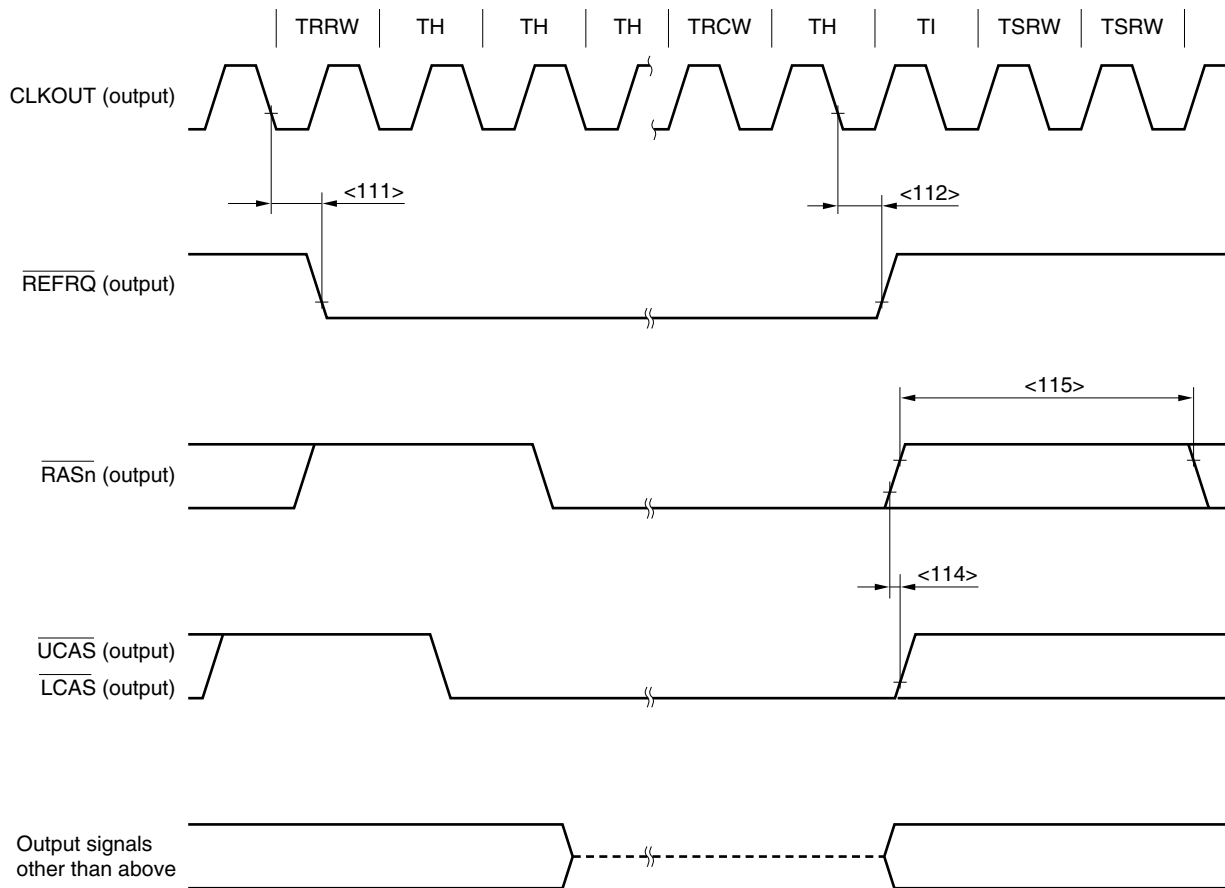 TRRW TH TH TH TRCW TH TI TSRW TSRW
CLKOUT (output)
<111>
<112>
REFRQ (output)
<115>
RASn (output)
<114>
UCAS (output)
LCAS (output)
Output signals
other than above